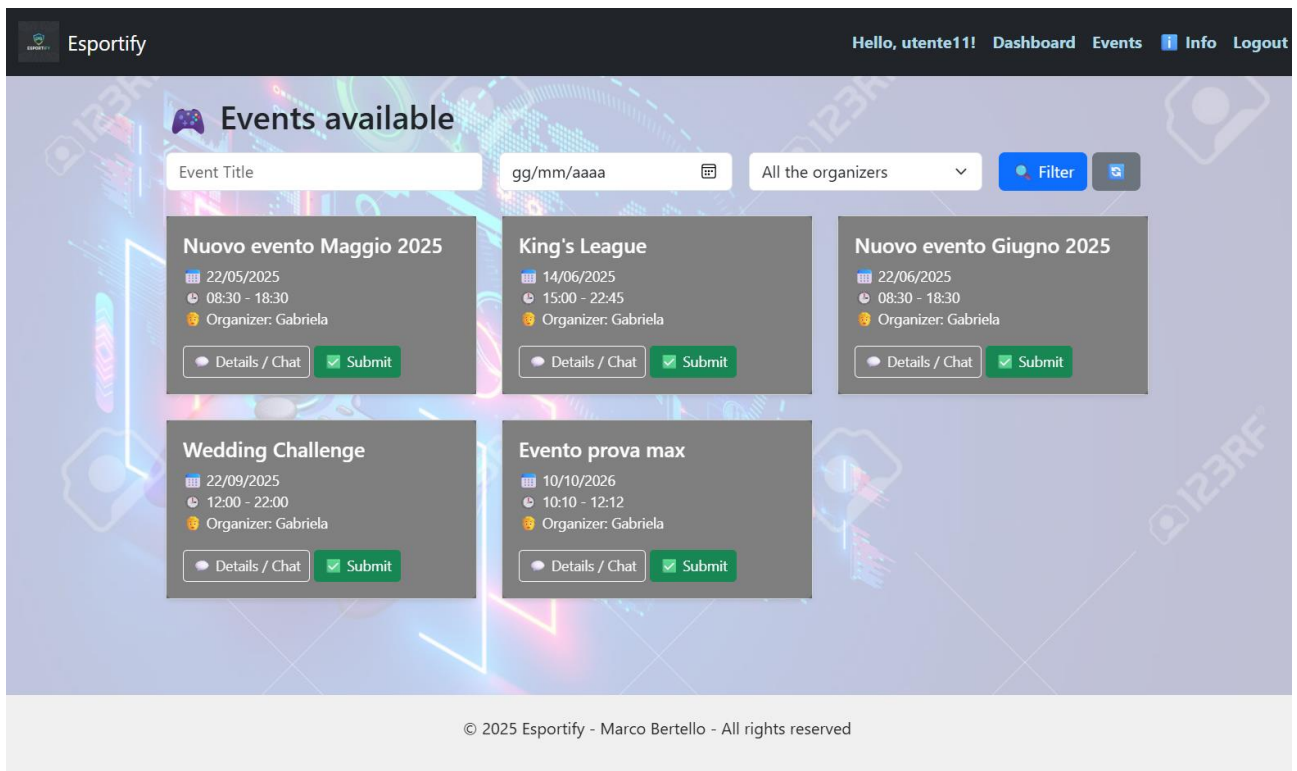 ESPORTIFY
Esportify
Hello, utente11! Dashboard Events Info Logout
Events available
Event Title gg/mm/aaaa All the organizers Filter
Nuovo evento Maggio 2025
22/05/2025
08:30 - 18:30
Organizer: Gabriela
Details / Chat Submit
King's League
14/06/2025
15:00 - 22:45
Organizer: Gabriela
Details / Chat Submit
Nuovo evento Giugno 2025
22/06/2025
08:30 - 18:30
Organizer: Gabriela
Details / Chat Submit
Wedding Challenge
22/09/2025
12:00 - 22:00
Organizer: Gabriela
Details / Chat Submit
Evento prova max
10/10/2026
10:10 - 12:12
Organizer: Gabriela
Details / Chat Submit
123RF
123RF
123RF
© 2025 Esportify - Marco Bertello - All rights reserved